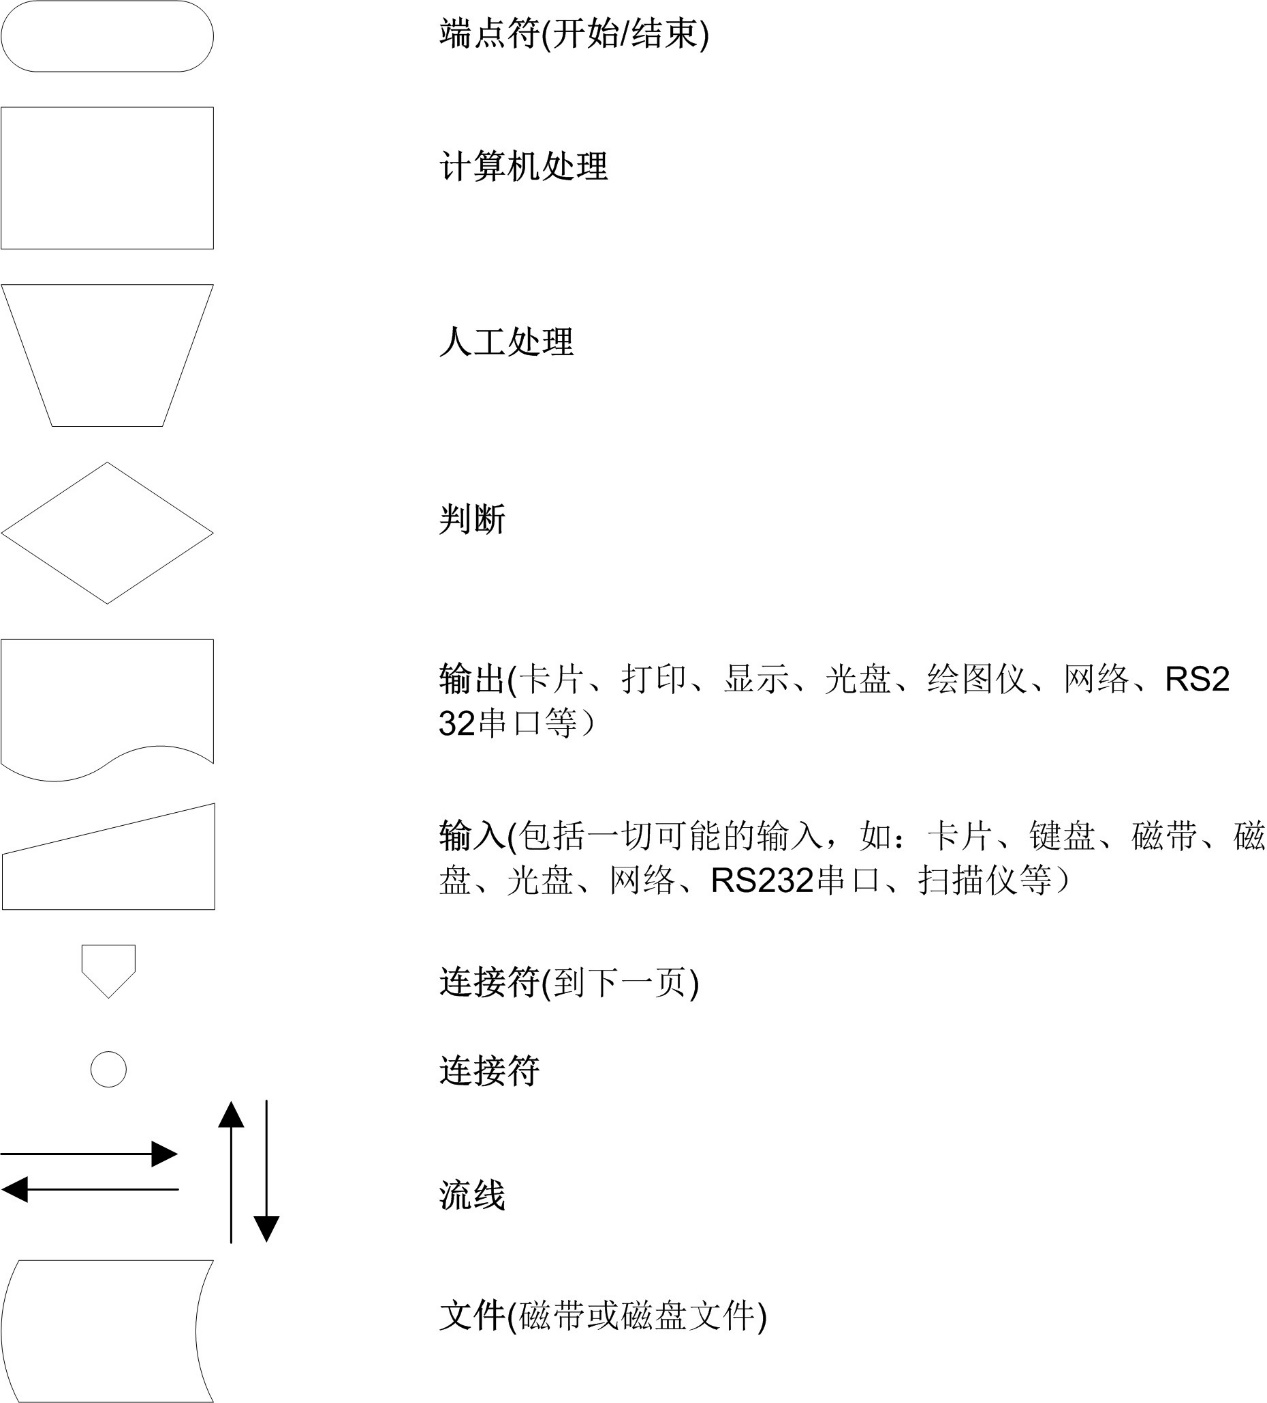 端点符(开始/结束)
计算机处理
人工处理
判断
输出(卡片、打印、显示、光盘、绘图仪、网络、RS2
32串口等）
输入(包括一切可能的输入，如：卡片、键盘、磁带、磁
盘、光盘、网络、RS232串口、扫描仪等）
连接符(到下一页)
连接符
流线
文件(磁带或磁盘文件)